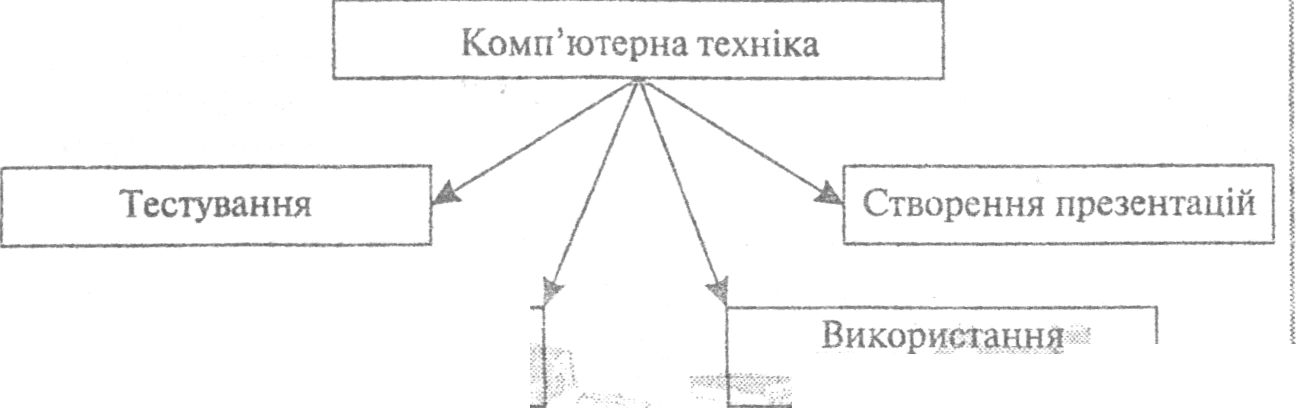 Комп’ютерна техніка
Тестування
Створення презентацій
Використання